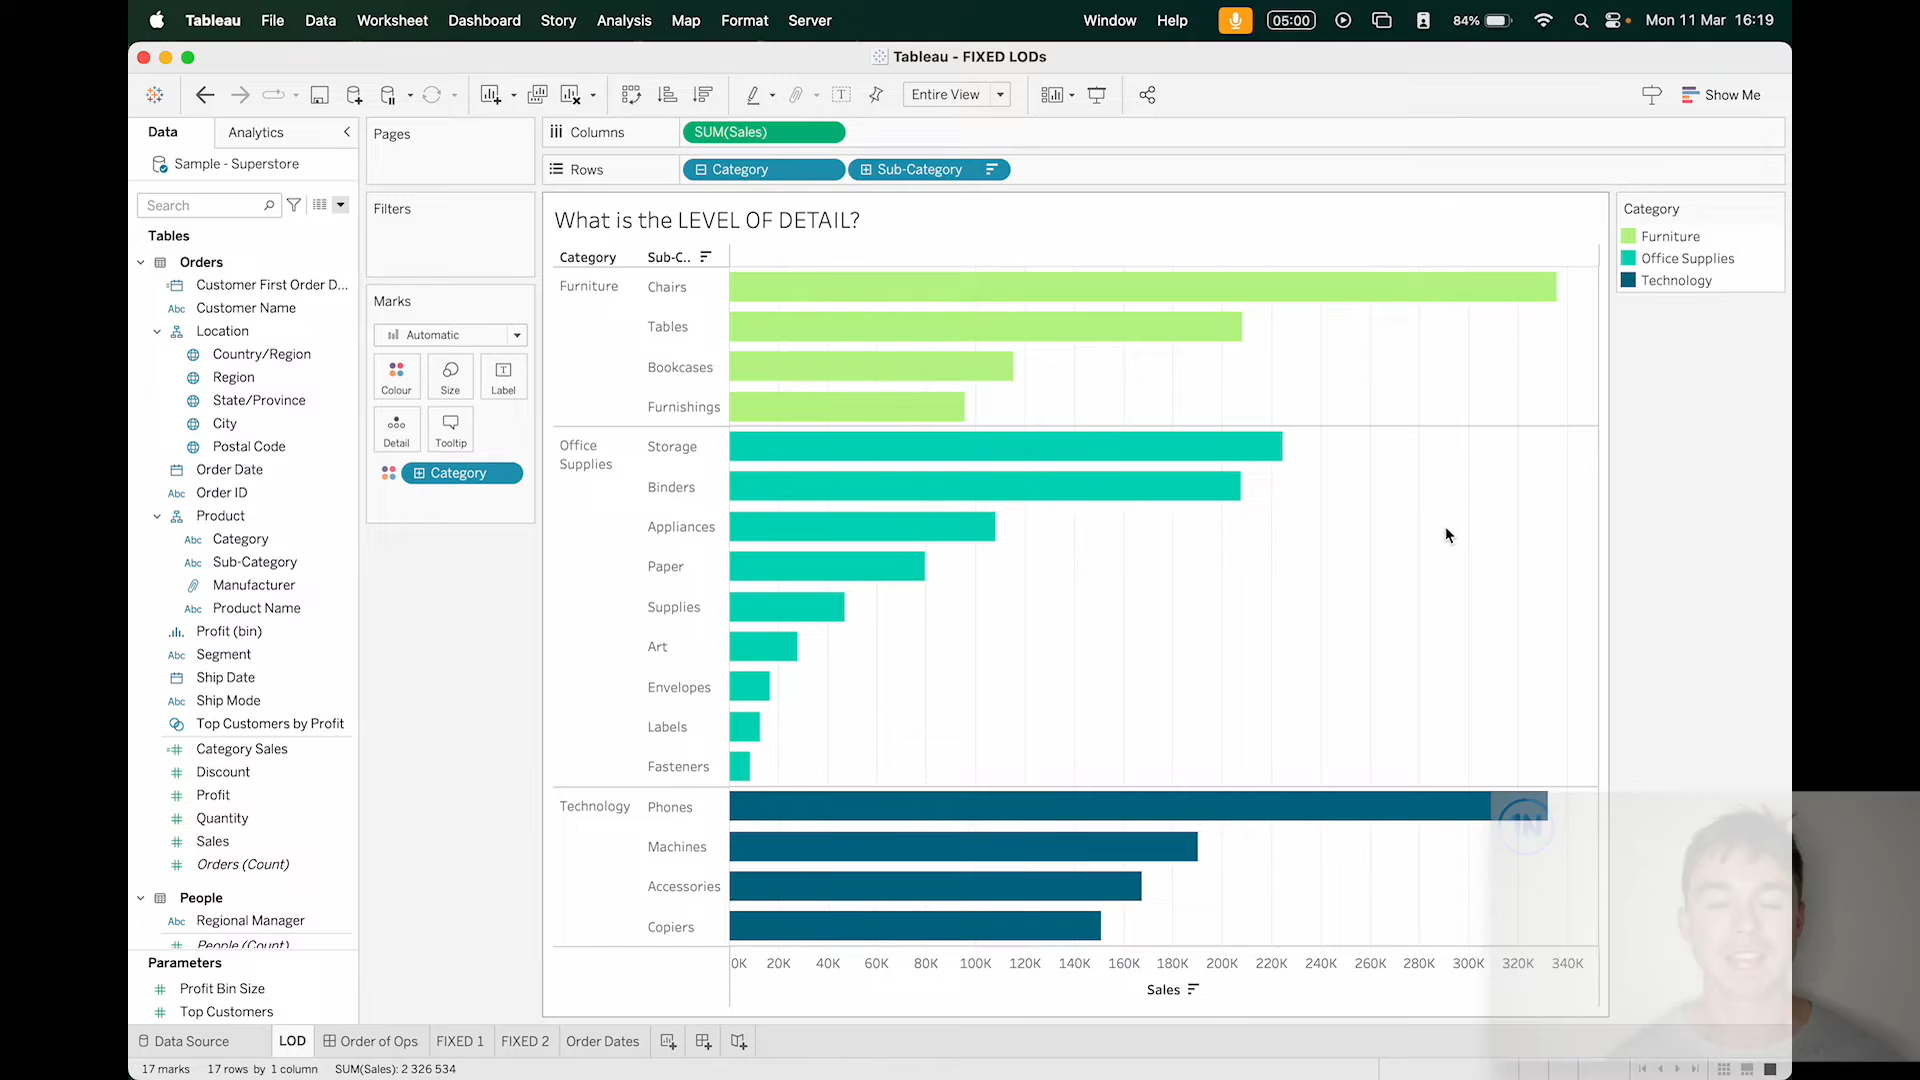 Tableau File Data Worksheet Dashboard Story Analysis Map Format Server Window Help 05:00 84% Mon 11 Mar 16:19
Tableau - FIXED LODs
Entire View Show Me
Data Analytics
Sample - Superstore
Search
Tables
Orders
Customer First Order D...
Abc Customer Name
Location
Country/Region
Region
State/Province
City
Postal Code
Order Date
Abc Order ID
Product
Abc Category
Abc Sub-Category
Manufacturer
Abc Product Name
Profit (bin)
Abc Segment
Ship Date
Abc Ship Mode
Top Customers by Profit
Category Sales
Discount
Profit
Quantity
Sales
Orders (Count)
People
Abc Regional Manager
People (Count)
Parameters
Profit Bin Size
Top Customers
Pages
Filters
Marks
Automatic
Colour Size Label
Detail Tooltip
Category
Columns SUM(Sales)
Rows Category Sub-Category
What is the LEVEL OF DETAIL?
Category Sub-C..
Furniture Chairs
Tables
Bookcases
Furnishings
Office Supplies Storage
Binders
Appliances
Paper
Supplies
Art
Envelopes
Labels
Fasteners
Technology Phones
Machines
Accessories
Copiers
0K 20K 40K 60K 80K 100K 120K 140K 160K 180K 200K 220K 240K 260K 280K 300K 320K 340K
Sales
Category
Furniture
Office Supplies
Technology
1N
Data Source LOD Order of Ops FIXED 1 FIXED 2 Order Dates
17 marks 17 rows by 1 column SUM(Sales): 2 326 534